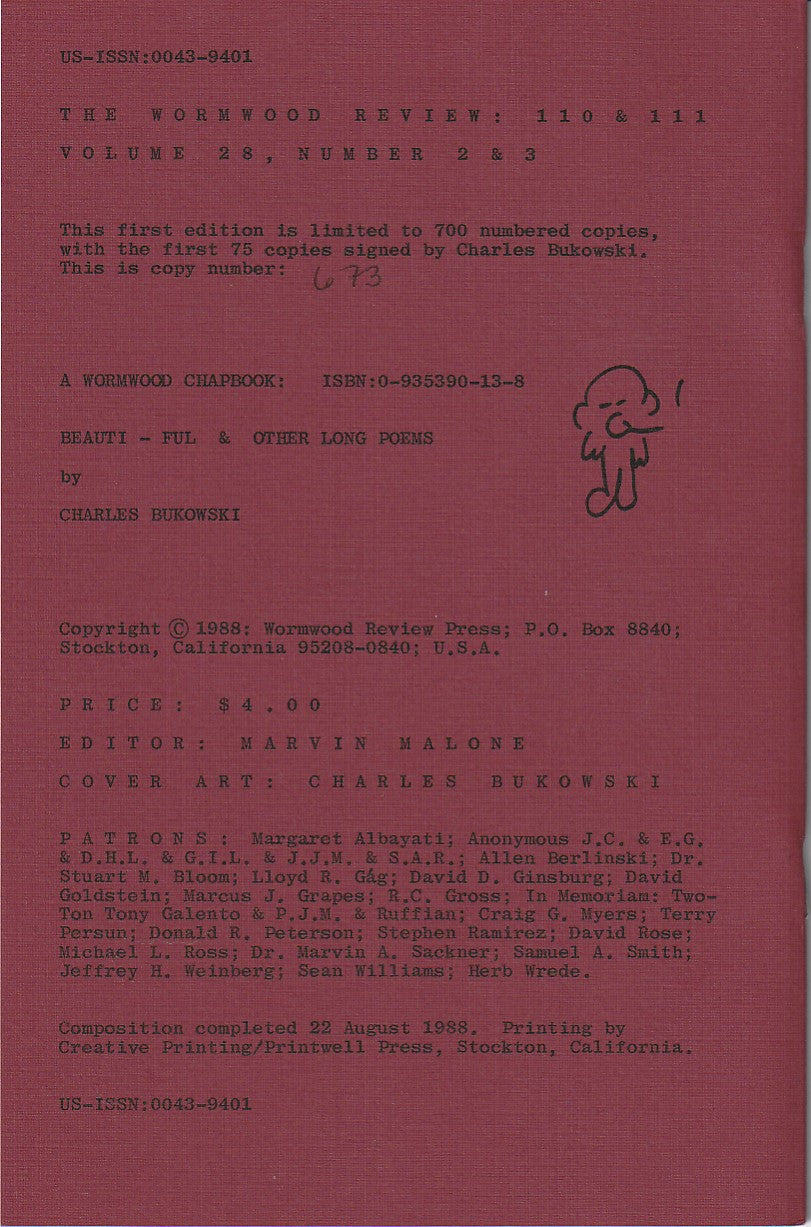 US-ISSN:0043-9401
THE WORMWOOD REVIEW: 110 & 111
VOLUME 28, NUMBER 2 & 3
This first edition is limited to 700 numbered copies,
with the first 75 copies signed by Charles Bukowski.
This is copy number: 673
A WORMWOOD CHAPBOOK: ISBN:0-935390-13-8
BEAUTI - FUL & OTHER LONG POEMS
by
CHARLES BUKOWSKI
Copyright © 1988: Wormwood Review Press; P.O. Box 8840;
Stockton, California 95208-0840; U.S.A.
PRICE: $4.00
EDITOR: MARVIN MALONE
COVER ART: CHARLES BUKOWSKI
PATRONS: Margaret Albayati; Anonymous J.C. & E.G.
& D.H.L. & G.I.L. & J.J.M. & S.A.R.; Allen Berlinski; Dr.
Stuart M. Bloom; Lloyd R. Gág; David D. Ginsburg; David
Goldstein; Marcus J. Grapes; R.C. Gross; In Memoriam: Two-
Ton Tony Galento & P.J.M. & Ruffian; Craig G. Myers; Terry
Persun; Donald R. Peterson; Stephen Ramirez; David Rose;
Michael L. Ross; Dr. Marvin A. Sackner; Samuel A. Smith;
Jeffrey H. Weinberg; Sean Williams; Herb Wrede.
Composition completed 22 August 1988. Printing by
Creative Printing/Printwell Press, Stockton, California.
US-ISSN:0043-9401